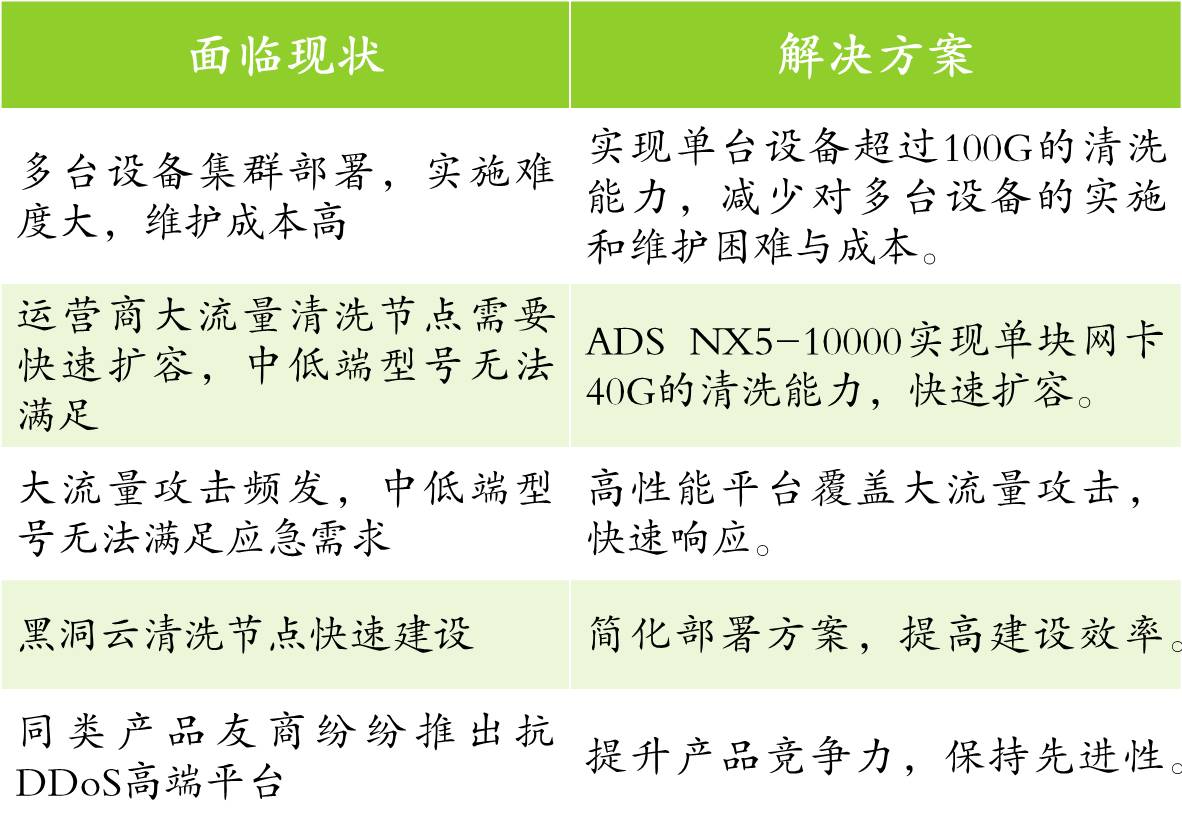 面临现状
解决方案
多台设备集群部署，实施难
度大，维护成本高
实现单台设备超过100G的清洗
能力，减少对多台设备的实施
和维护困难与成本。
运营商大流量清洗节点需要
快速扩容，中低端型号无法
满足
ADS NX5-10000实现单块网卡
40G的清洗能力，快速扩容。
大流量攻击频发，中低端型
号无法满足应急需求
高性能平台覆盖大流量攻击，
快速响应。
黑洞云清洗节点快速建设
简化部署方案，提高建设效率。
同类产品友商纷纷推出抗
DDoS高端平台
提升产品竞争力，保持先进性。